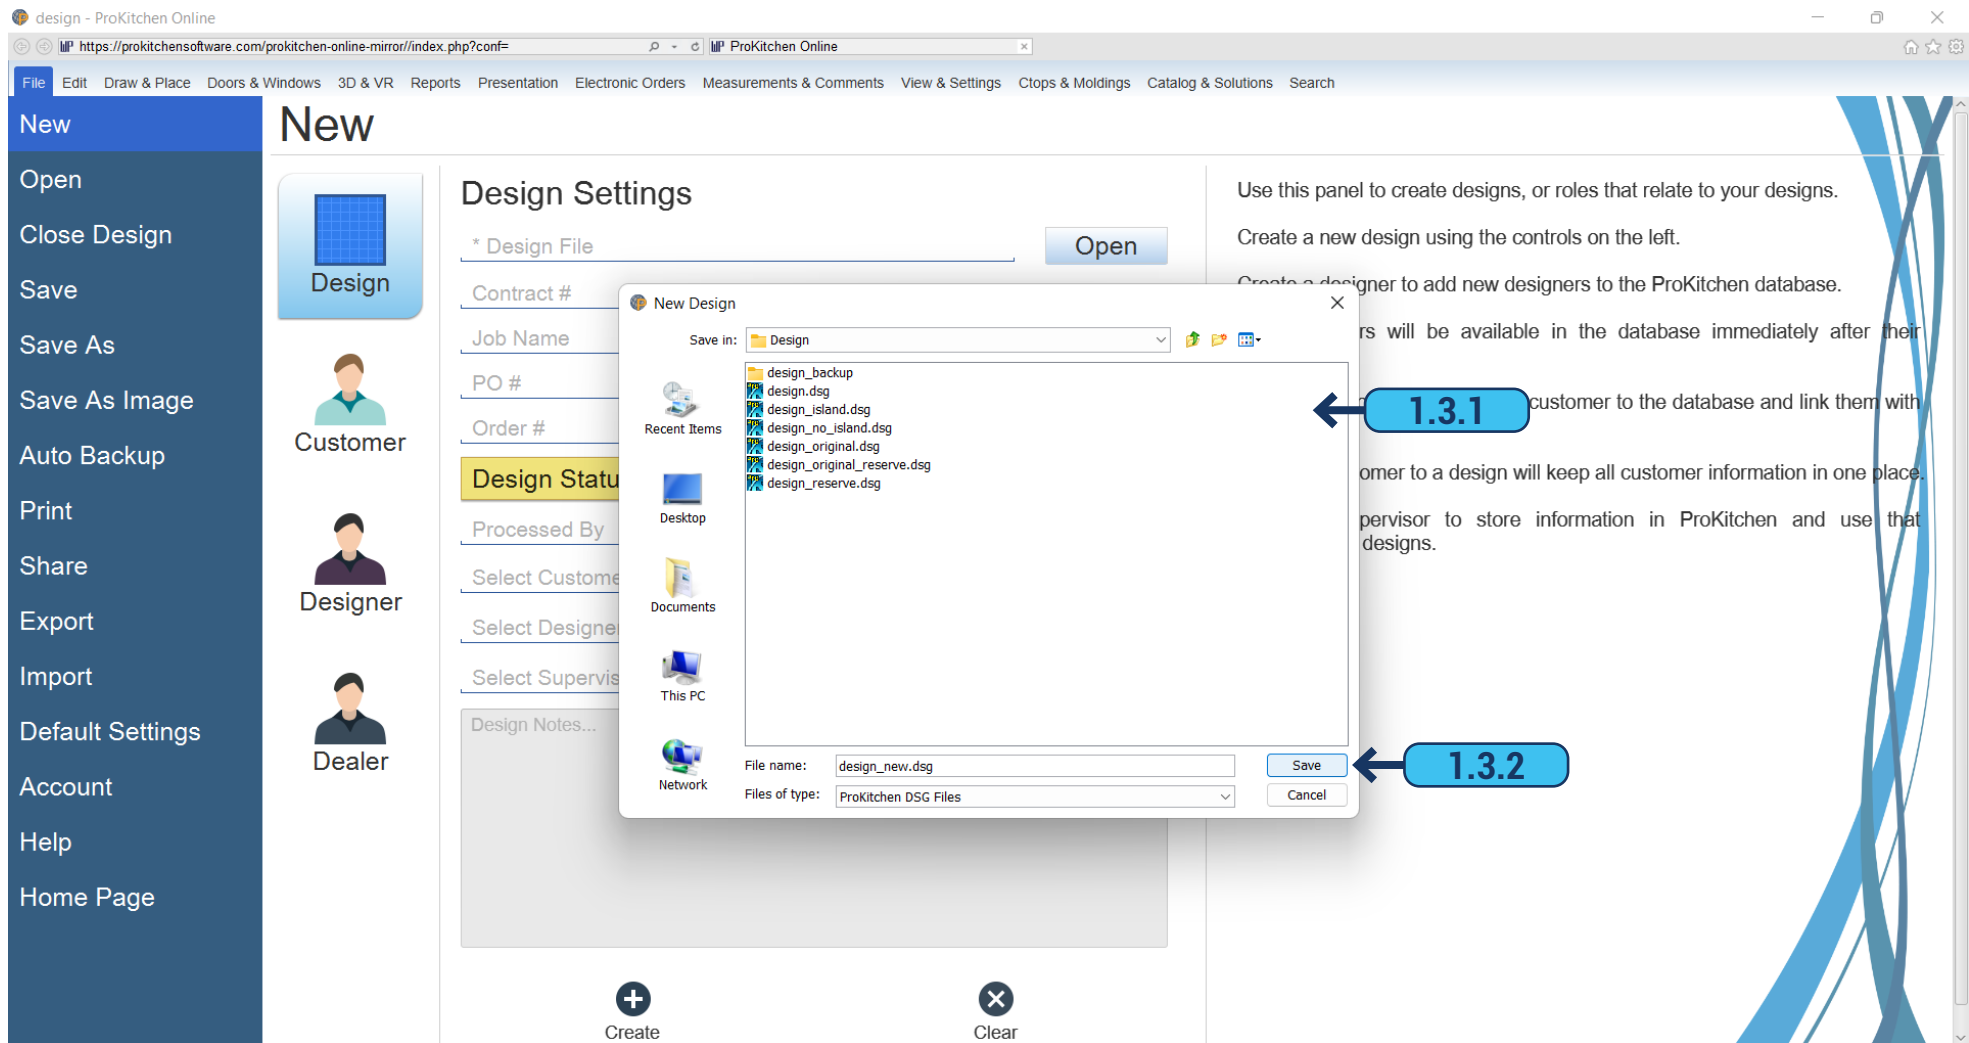 design - ProKitchen Online
https://prokitchensoftware.com/prokitchen-online-mirror//index.php?conf=
ProKitchen Online
File Edit Draw & Place Doors & Windows 3D & VR Reports Presentation Electronic Orders Measurements & Comments View & Settings Ctops & Moldings Catalog & Solutions Search
New
Open
Close Design
Save
Save As
Save As Image
Auto Backup
Print
Share
Export
Import
Default Settings
Account
Help
Home Page
New
Design
Customer
Designer
Dealer
Design Settings
* Design File
Open
Contract #
Job Name
PO #
Order #
Design Statu
Processed By
Select Custome
Select Designe
Select Supervis
Design Notes...
Create
Clear
New Design
Save in: Design
Recent Items
Desktop
Documents
This PC
Network
design_backup
design.dsg
design_island.dsg
design_no_island.dsg
design_original.dsg
design_original_reserve.dsg
design_reserve.dsg
File name: design_new.dsg
Save
Files of type: ProKitchen DSG Files
Cancel
1.3.1
1.3.2
Use this panel to create designs, or roles that relate to your designs.
Create a new design using the controls on the left.
Create a designer to add new designers to the ProKitchen database.
rs will be available in the database immediately after their
customer to the database and link them with
omer to a design will keep all customer information in one place.
pervisor to store information in ProKitchen and use that
designs.